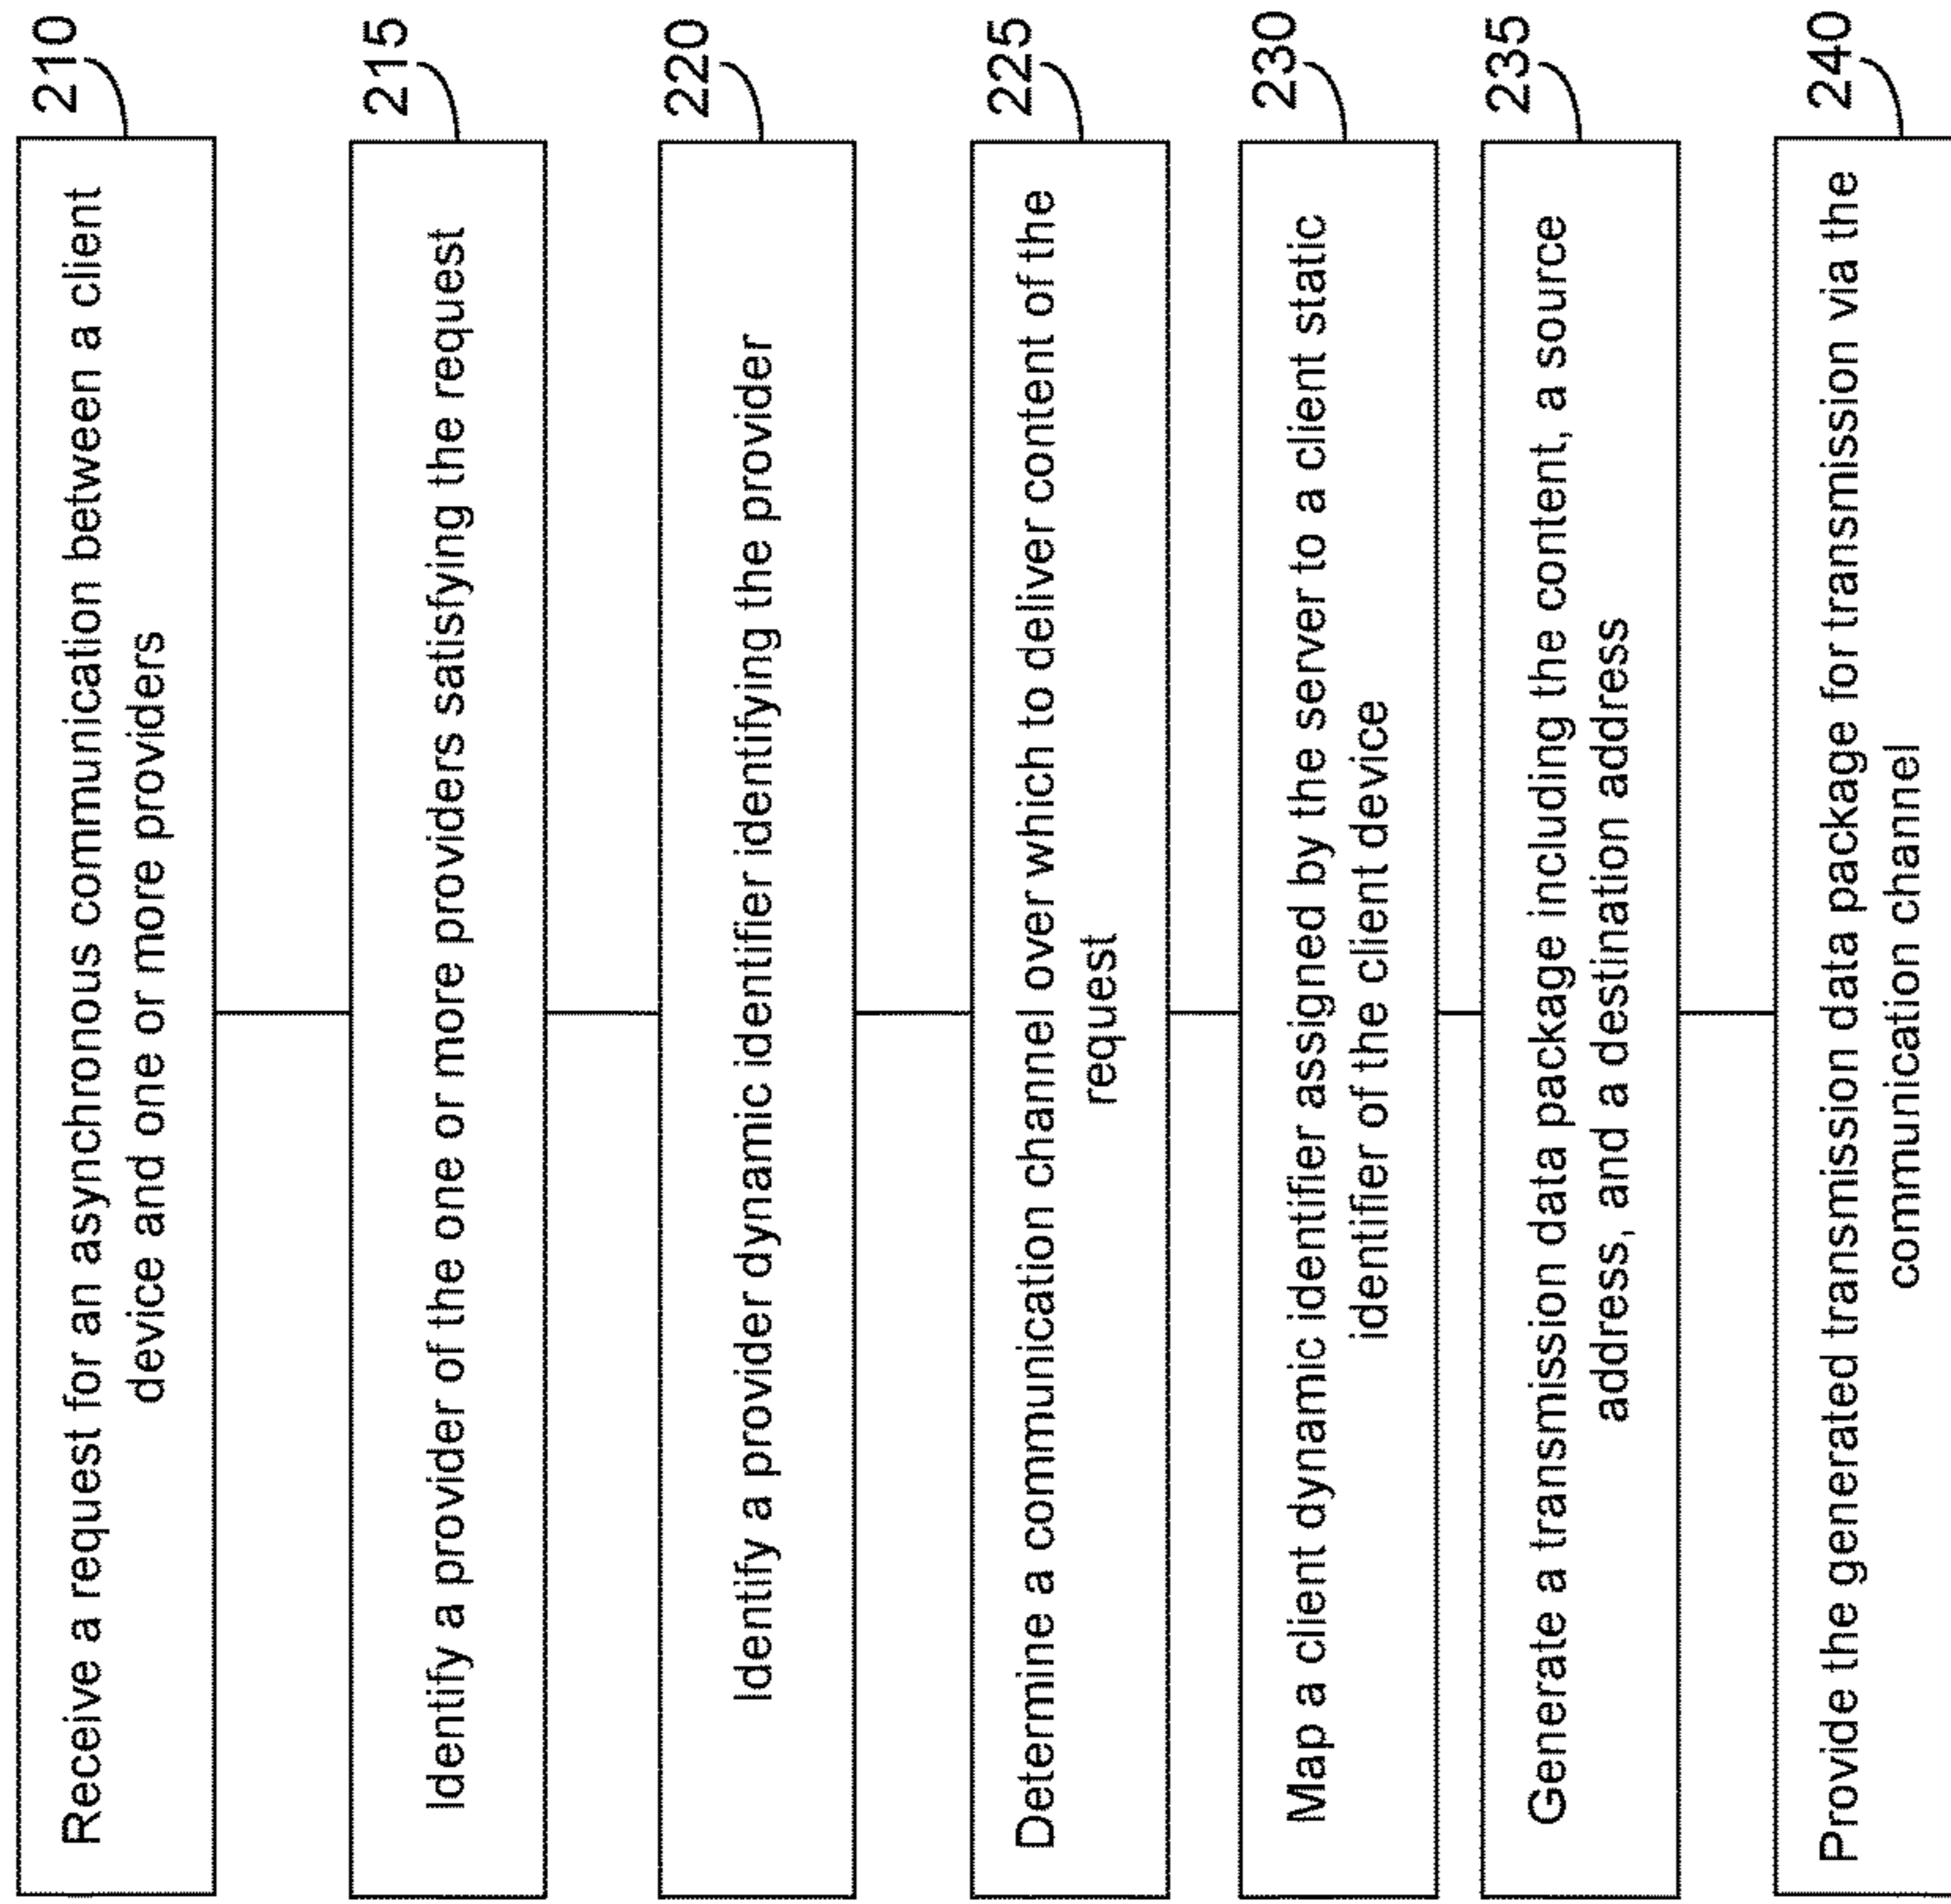 210
Receive a request for an asynchronous communication between a client
device and one or more providers
215
Identify a provider of the one or more providers satisfying the request
220
Identify a provider dynamic identifier identifying the provider
225
Determine a communication channel over which to deliver content of the
request
230
Map a client dynamic identifier assigned by the server to a client static
identifier of the client device
235
Generate a transmission data package including the content, a source
address, and a destination address
240
Provide the generated transmission data package for transmission via the
communication channel